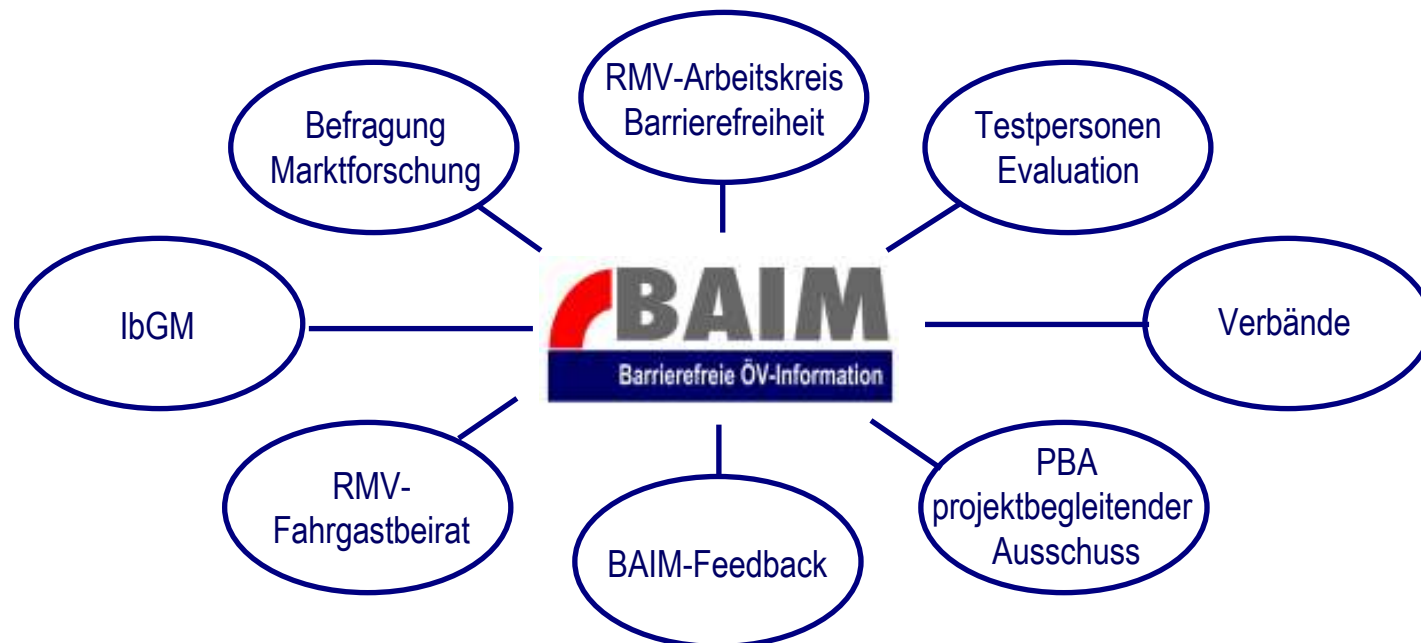 RMV-Arbeitskreis
Barrierefreiheit
Befragung
Marktforschung
Testpersonen
Evaluation
IbGM
BAIM
Barrierefreie ÖV-Information
Verbände
RMV-
Fahrgastbeirat
BAIM-Feedback
PBA
projektbegleitender
Ausschuss